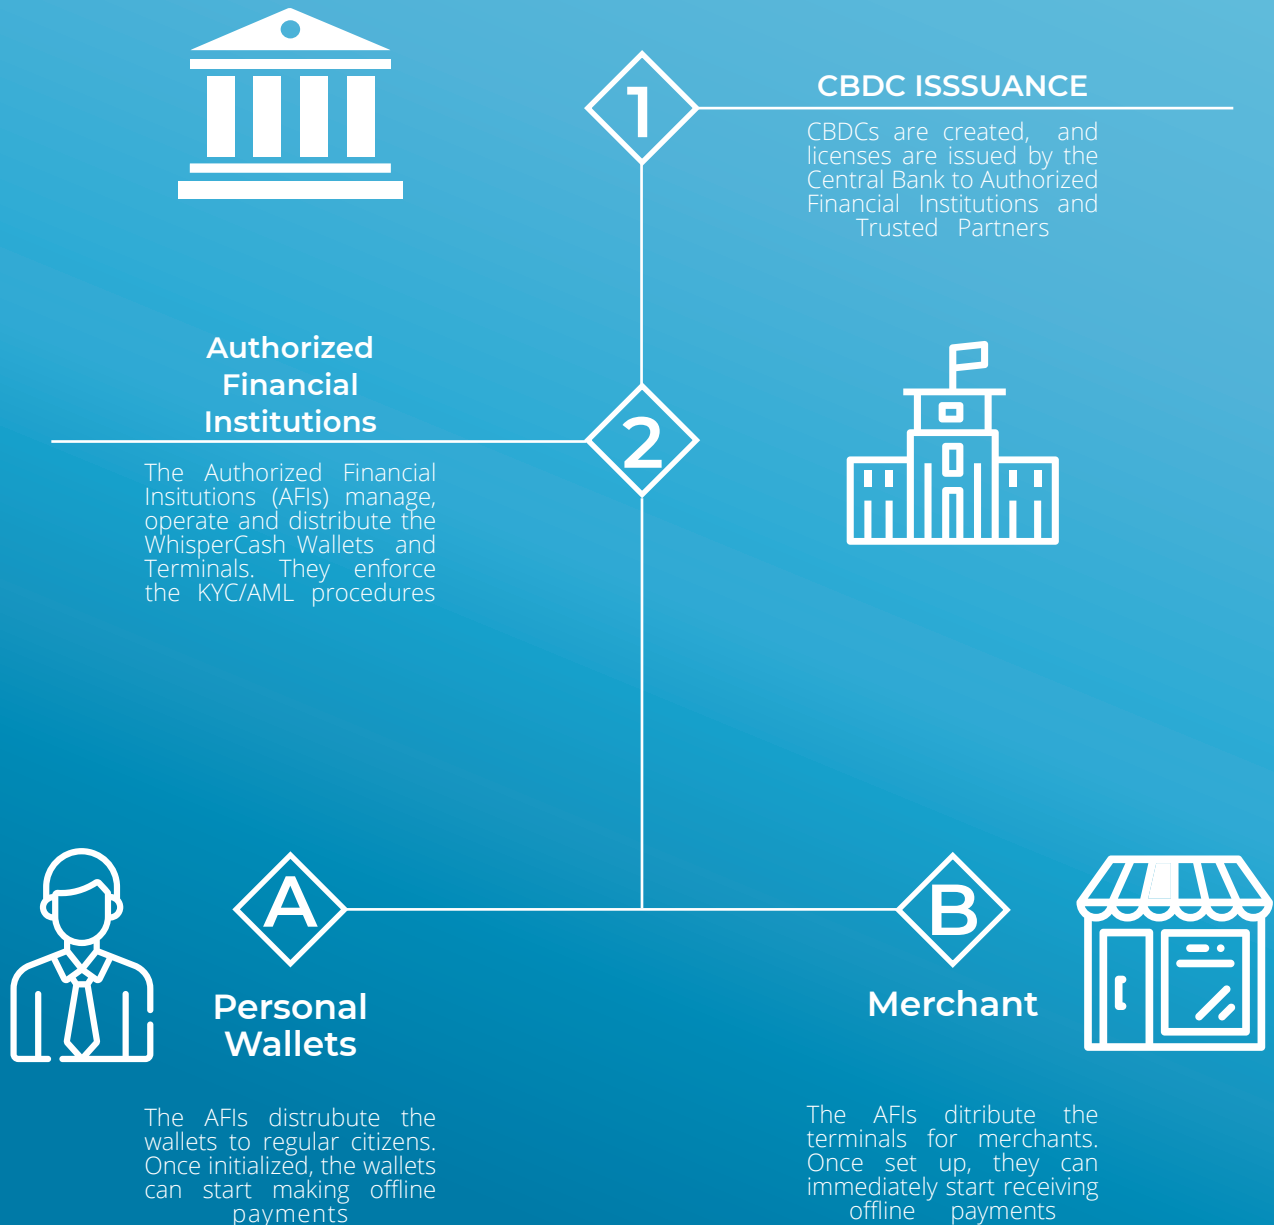 1
CBDC ISSSUANCE
CBDCs are created, and
licenses are issued by the
Central Bank to Authorized
Financial Institutions and
Trusted Partners
Authorized
Financial
Institutions
2
The Authorized Financial
Insitutions (AFIs) manage,
operate and distribute the
WhisperCash Wallets and
Terminals. They enforce
the KYC/AML procedures
A
Personal
Wallets
The AFIs distrubute the
wallets to regular citizens.
Once initialized, the wallets
can start making offline
payments
B
Merchant
The AFIs ditribute the
terminals for merchants.
Once set up, they can
immediately start receiving
offline payments